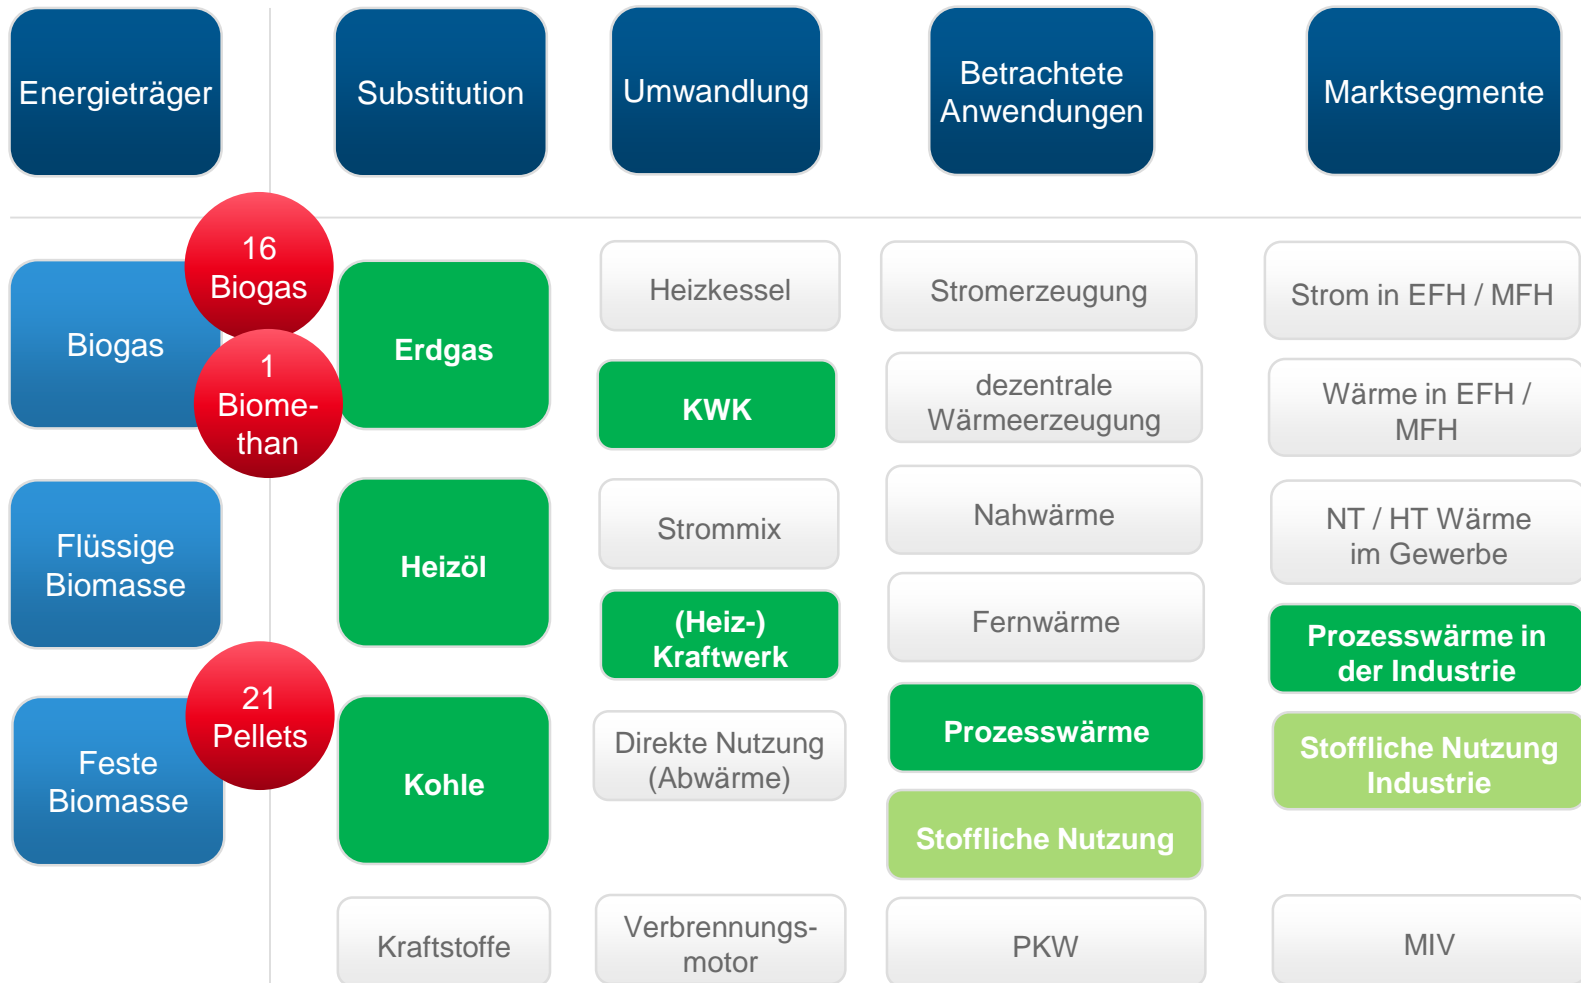 Energieträger
Substitution
Umwandlung
Betrachtete
Anwendungen
Marktsegmente
16
Biogas
Biogas
1
Biome-
than
Flüssige
Biomasse
21
Pellets
Feste
Biomasse
Erdgas
Heizöl
Kohle
Kraftstoffe
Heizkessel
KWK
Strommix
(Heiz-)
Kraftwerk
Direkte Nutzung
(Abwärme)
Verbrennungs-
motor
Stromerzeugung
dezentrale
Wärmeerzeugung
Nahwärme
Fernwärme
Prozesswärme
Stoffliche Nutzung
PKW
Strom in EFH / MFH
Wärme in EFH /
MFH
NT / HT Wärme
im Gewerbe
Prozesswärme in
der Industrie
Stoffliche Nutzung
Industrie
MIV